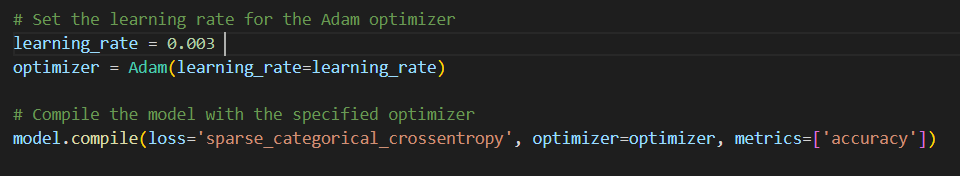 # Set the learning rate for the Adam optimizer
learning_rate = 0.003
optimizer = Adam(learning_rate=learning_rate)
# Compile the model with the specified optimizer
model.compile(loss='sparse_categorical_crossentropy', optimizer=optimizer, metrics=['accuracy'])